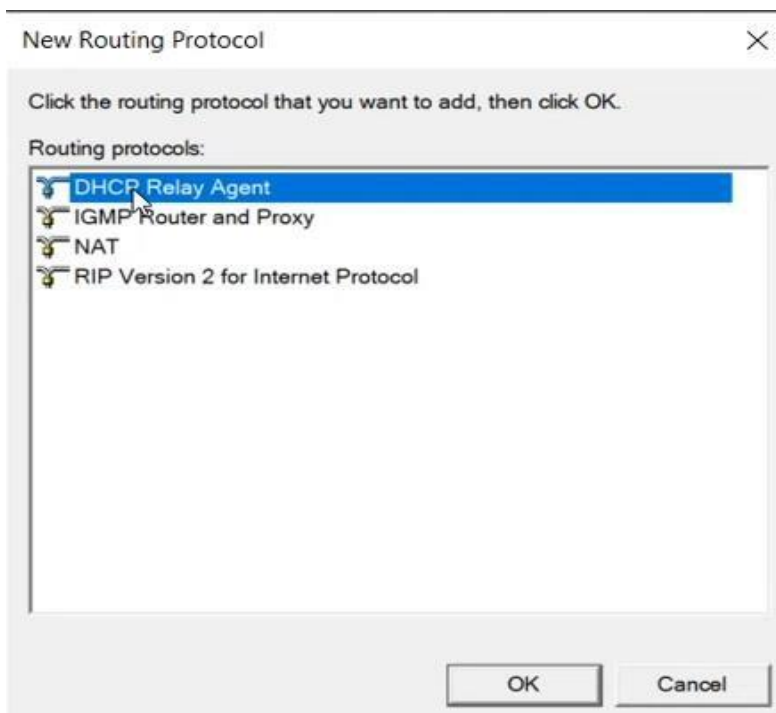 New Routing Protocol
Click the routing protocol that you want to add, then click OK.
Routing protocols:
DHCP Relay Agent
IGMP Router and Proxy
NAT
RIP Version 2 for Internet Protocol
OK Cancel